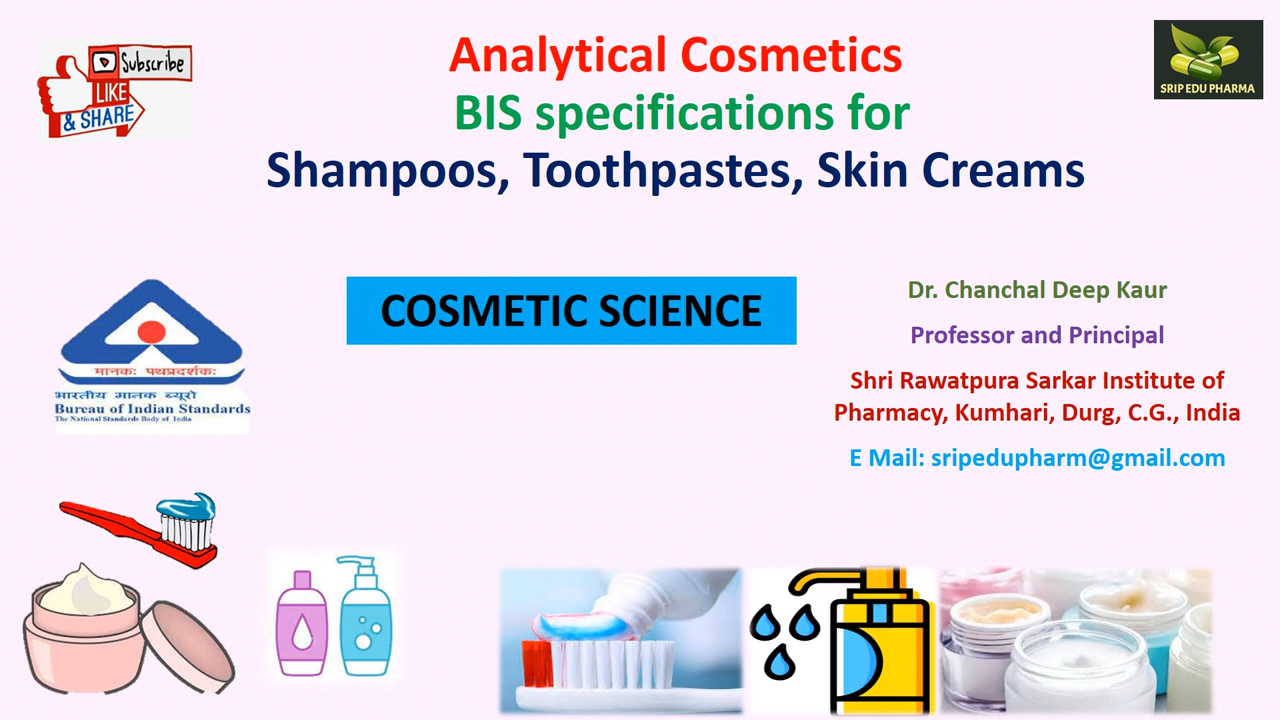 Subscribe
LIKE
& SHARE
Analytical Cosmetics
BIS specifications for
Shampoos, Toothpastes, Skin Creams
SRIP EDU PHARMA
COSMETIC SCIENCE
Dr. Chanchal Deep Kaur
Professor and Principal
Shri Rawatpura Sarkar Institute of
Pharmacy, Kumhari, Durg, C.G., India
E Mail: sripedupharm@gmail.com
मानक: पथप्रदर्शक:
भारतीय मानक ब्यूरो
Bureau of Indian Standards
The National Standards Body of India